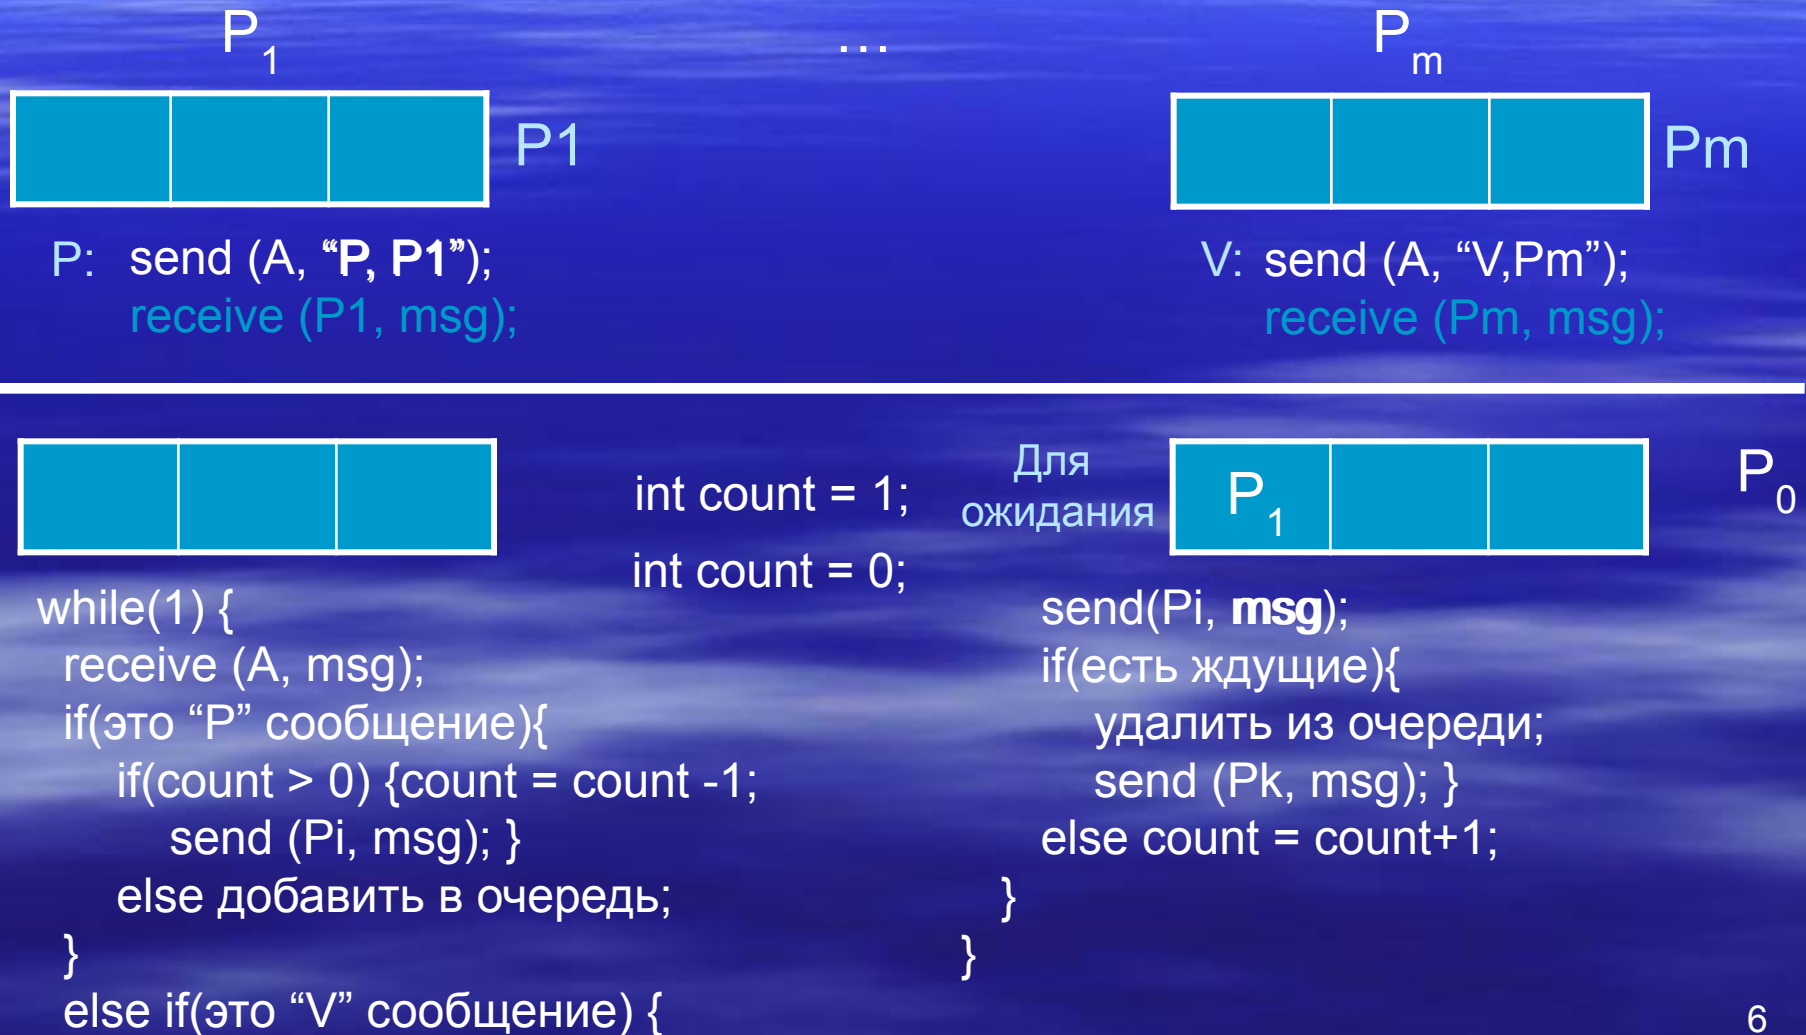 P1 ... Pm
P1
Pm
P: send (A, “P, P1”);
receive (P1, msg);
V: send (A, “V,Pm”);
receive (Pm, msg);
int count = 1;
int count = 0;
while(1) {
receive (A, msg);
if(это “P” сообщение){
if(count > 0) {count = count -1;
send (Pi, msg); }
else добавить в очередь;
}
else if(это “V” сообщение) {
Для
ожидания
P1
P0
send(Pi, msg);
if(есть ждущие){
удалить из очереди;
send (Pk, msg); }
else count = count+1;
}
}
6